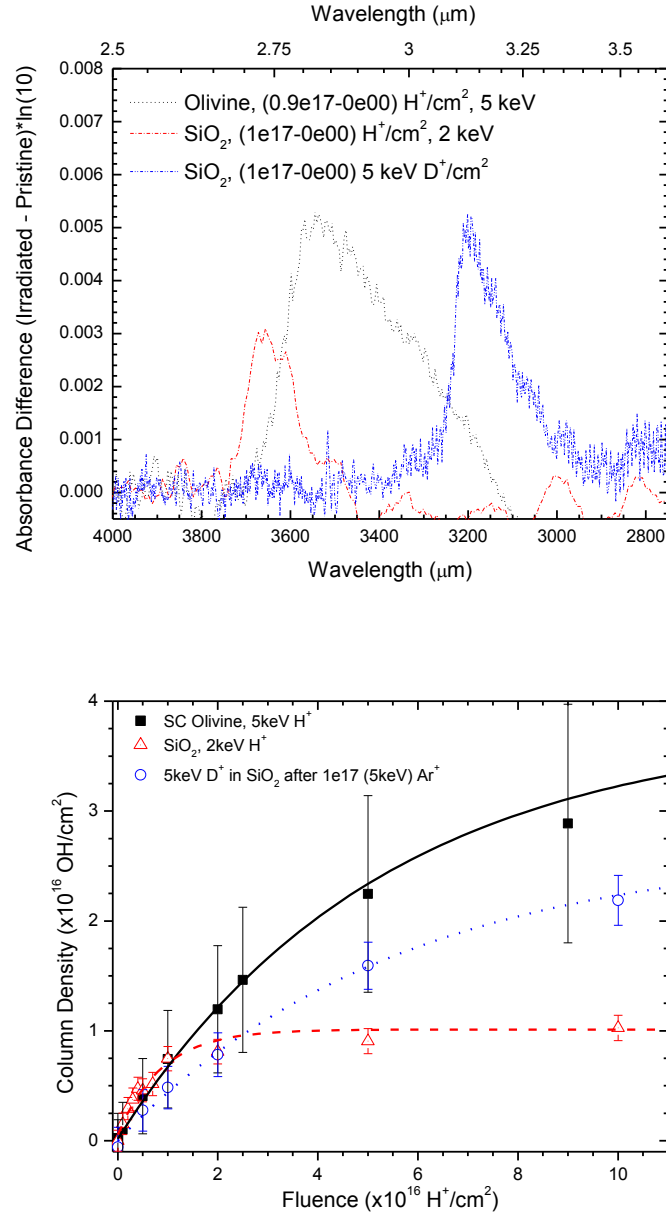 Wavelength (μm)
2.5 2.75 3 3.25 3.5
0.008
0.007
0.006
0.005
0.004
0.003
0.002
0.001
0.000
Absorbance Difference (Irradiated - Pristine)*ln(10)
Olivine, (0.9e17-0e00) H⁺/cm², 5 keV
SiO₂, (1e17-0e00) H⁺/cm², 2 keV
SiO₂, (1e17-0e00) 5 keV D⁺/cm²
4000 3800 3600 3400 3200 3000 2800
Wavelength (μm)
4
3
2
1
0
Column Density (x10¹⁶ OH/cm²)
SC Olivine, 5keV H⁺
SiO₂, 2keV H⁺
5keV D⁺ in SiO₂ after 1e17 (5keV) Ar⁺
0 2 4 6 8 10
Fluence (x10¹⁶ H⁺/cm²)